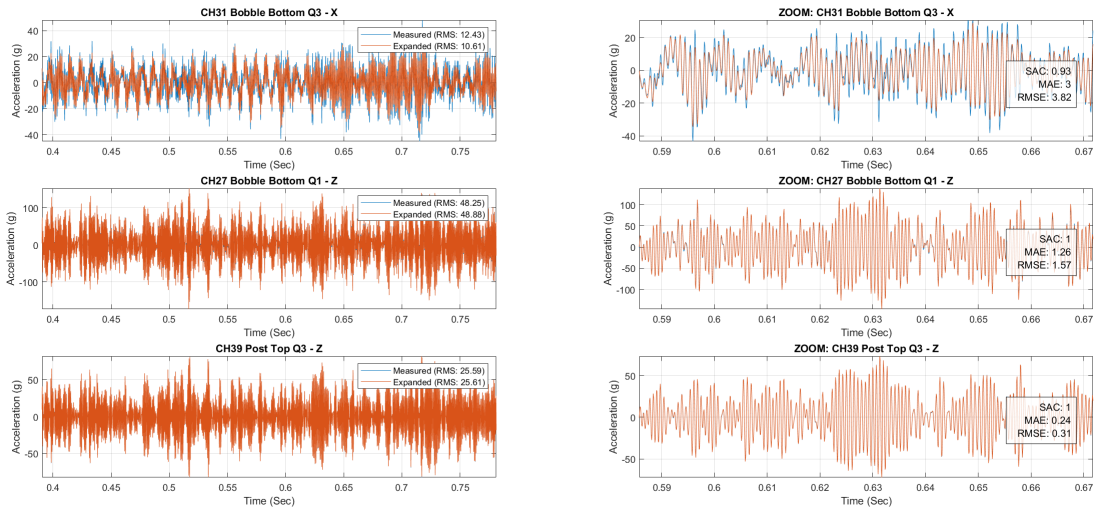 CH31 Bobble Bottom Q3 - X
Acceleration (g)
40
20
0
-20
-40
Measured (RMS: 12.43)
Expanded (RMS: 10.61)
0.4 0.45 0.5 0.55 0.6 0.65 0.7 0.75
Time (Sec)
ZOOM: CH31 Bobble Bottom Q3 - X
Acceleration (g)
20
0
-20
-40
SAC: 0.93
MAE: 3
RMSE: 3.82
0.59 0.6 0.61 0.62 0.63 0.64 0.65 0.66 0.67
Time (Sec)
CH27 Bobble Bottom Q1 - Z
Acceleration (g)
100
0
-100
Measured (RMS: 48.25)
Expanded (RMS: 48.88)
0.4 0.45 0.5 0.55 0.6 0.65 0.7 0.75
Time (Sec)
ZOOM: CH27 Bobble Bottom Q1 - Z
Acceleration (g)
100
50
0
-50
-100
SAC: 1
MAE: 1.26
RMSE: 1.57
0.59 0.6 0.61 0.62 0.63 0.64 0.65 0.66 0.67
Time (Sec)
CH39 Post Top Q3 - Z
Acceleration (g)
50
0
-50
Measured (RMS: 25.59)
Expanded (RMS: 25.61)
0.4 0.45 0.5 0.55 0.6 0.65 0.7 0.75
Time (Sec)
ZOOM: CH39 Post Top Q3 - Z
Acceleration (g)
50
0
-50
SAC: 1
MAE: 0.24
RMSE: 0.31
0.59 0.6 0.61 0.62 0.63 0.64 0.65 0.66 0.67
Time (Sec)